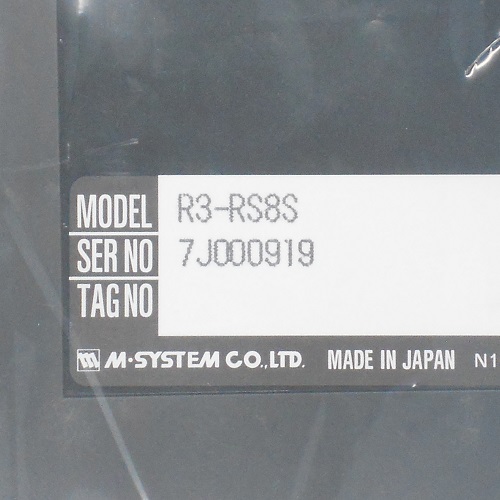 MODEL R3-RS8S
SER NO 7J000919
TAG NO
M-SYSTEM CO.,LTD. MADE IN JAPAN N1